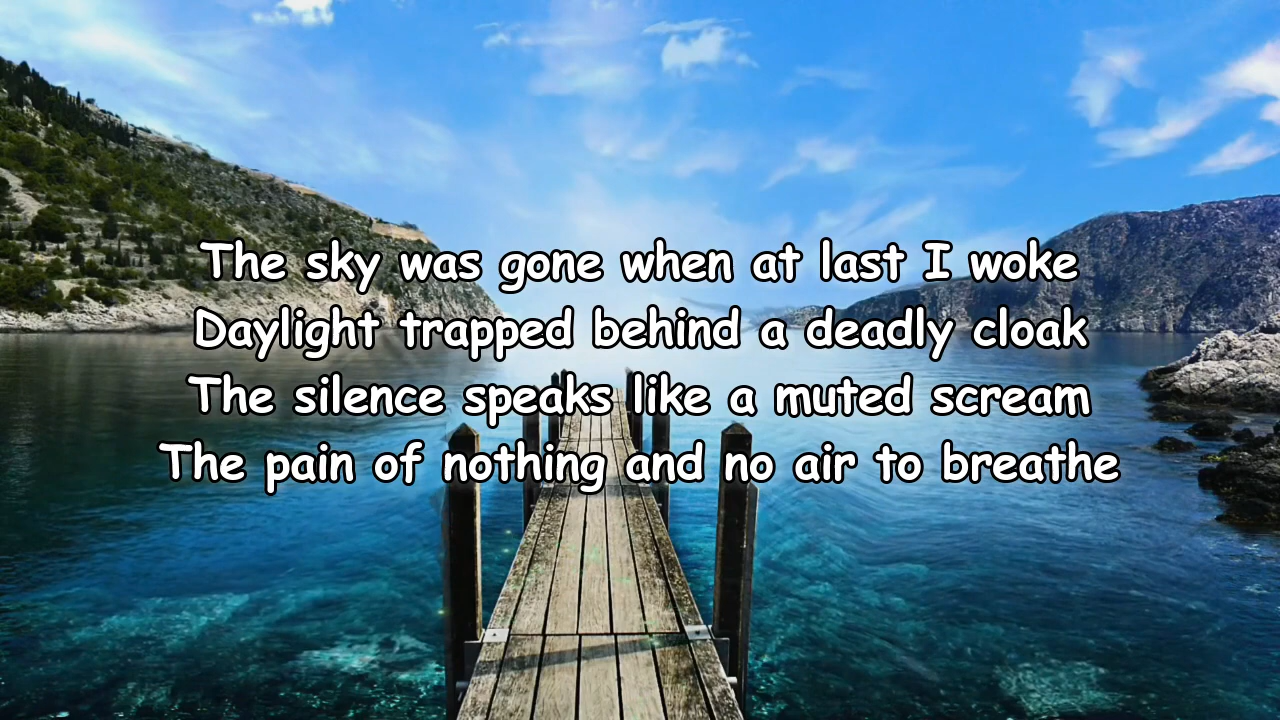 The sky was gone when at last I woke
Daylight trapped behind a deadly cloak
The silence speaks like a muted scream
The pain of nothing and no air to breathe